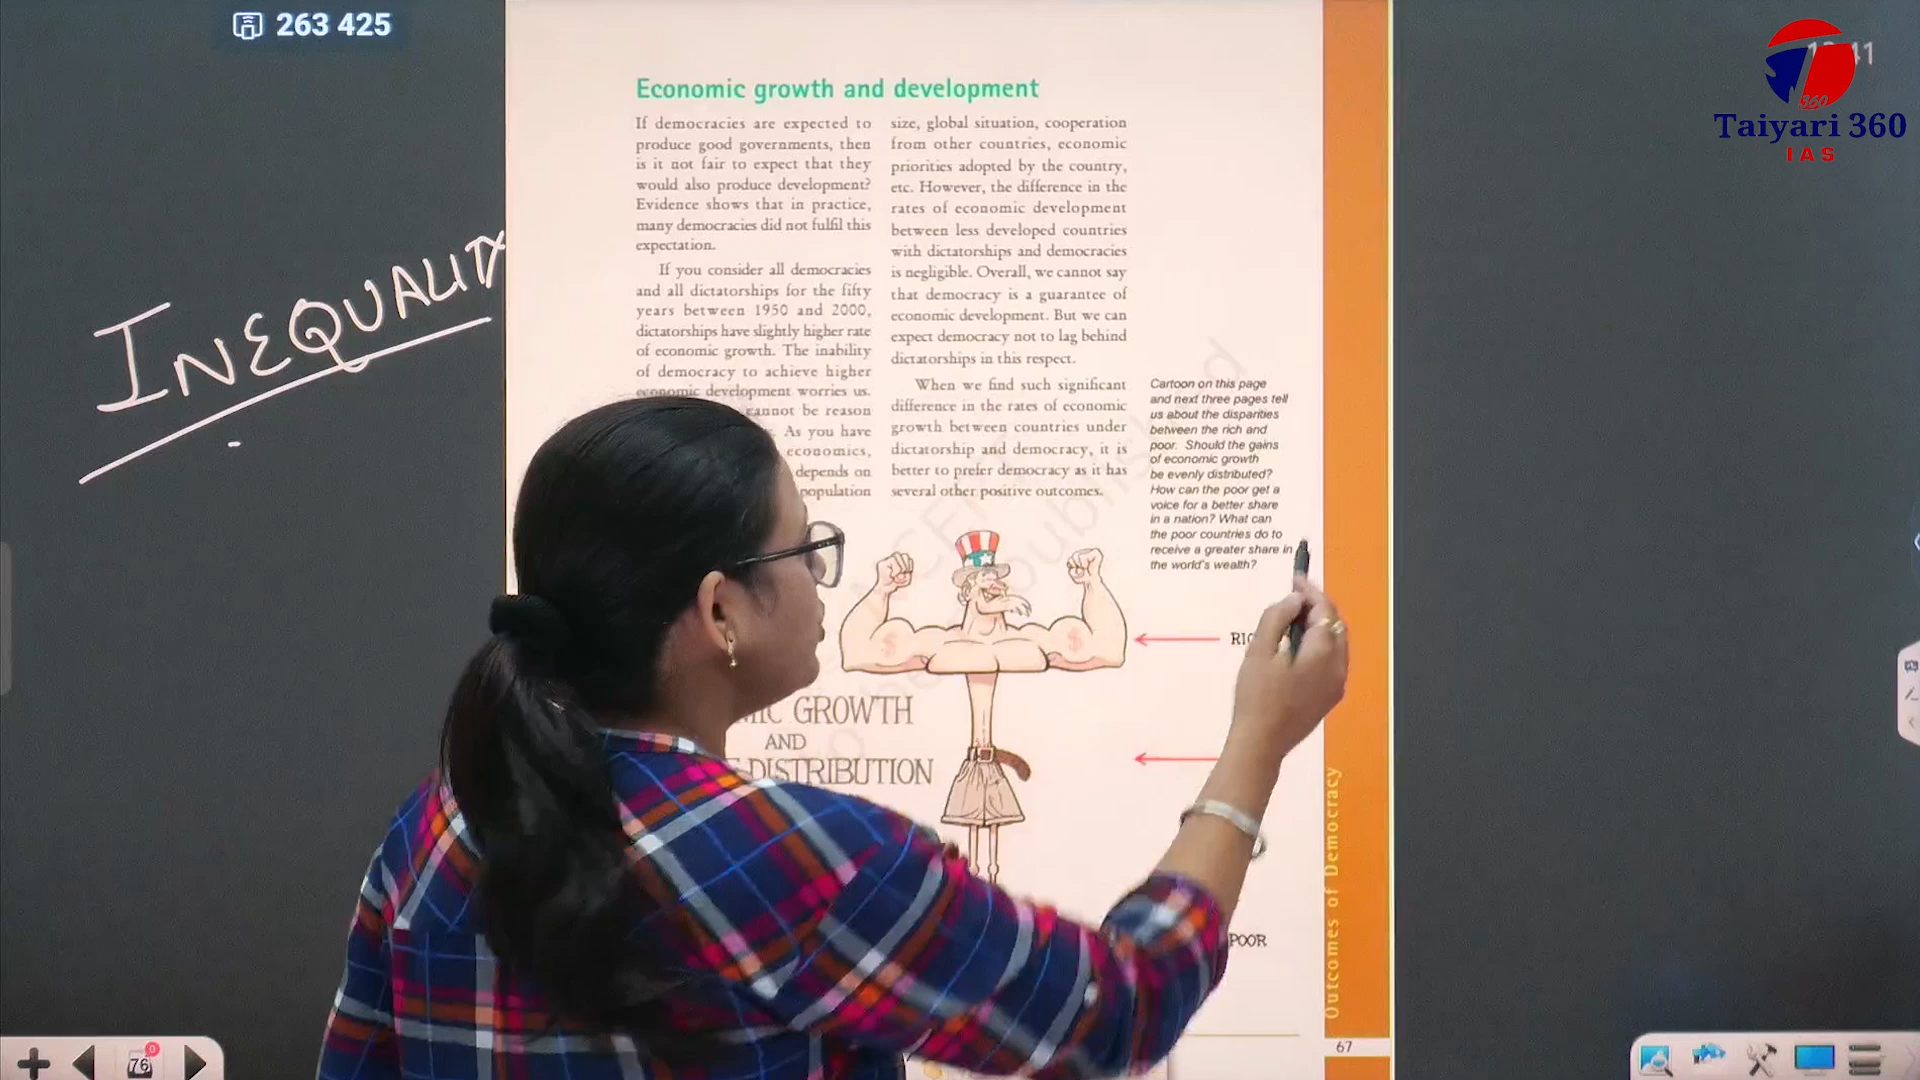 263 425
Taiyari 360
IAS
INEQUALITY
Economic growth and development
If democracies are expected to
produce good governments, then
is it not fair to expect that they
would also produce development?
Evidence shows that in practice,
many democracies did not fulfil this
expectation.
If you consider all democracies
and all dictatorships for the fifty
years between 1950 and 2000,
dictatorships have slightly higher rate
of economic growth. The inability
of democracy to achieve higher
economic development worries us.
cannot be reason
As you have
economics,
depends on
population
size, global situation, cooperation
from other countries, economic
priorities adopted by the country,
etc. However, the difference in the
rates of economic development
between less developed countries
with dictatorships and democracies
is negligible. Overall, we cannot say
that democracy is a guarantee of
economic development. But we can
expect democracy not to lag behind
dictatorships in this respect.
When we find such significant
difference in the rates of economic
growth between countries under
dictatorship and democracy, it is
better to prefer democracy as it has
several other positive outcomes.
Cartoon on this page
and next three pages tell
us about the disparities
between the rich and
poor. Should the gains
of economic growth
be evenly distributed?
How can the poor get a
voice for a better share
in a nation? What can
the poor countries do to
receive a greater share in
the world's wealth?
GROWTH
AND
DISTRIBUTION
POOR
Outcomes of Democracy
67
76
0